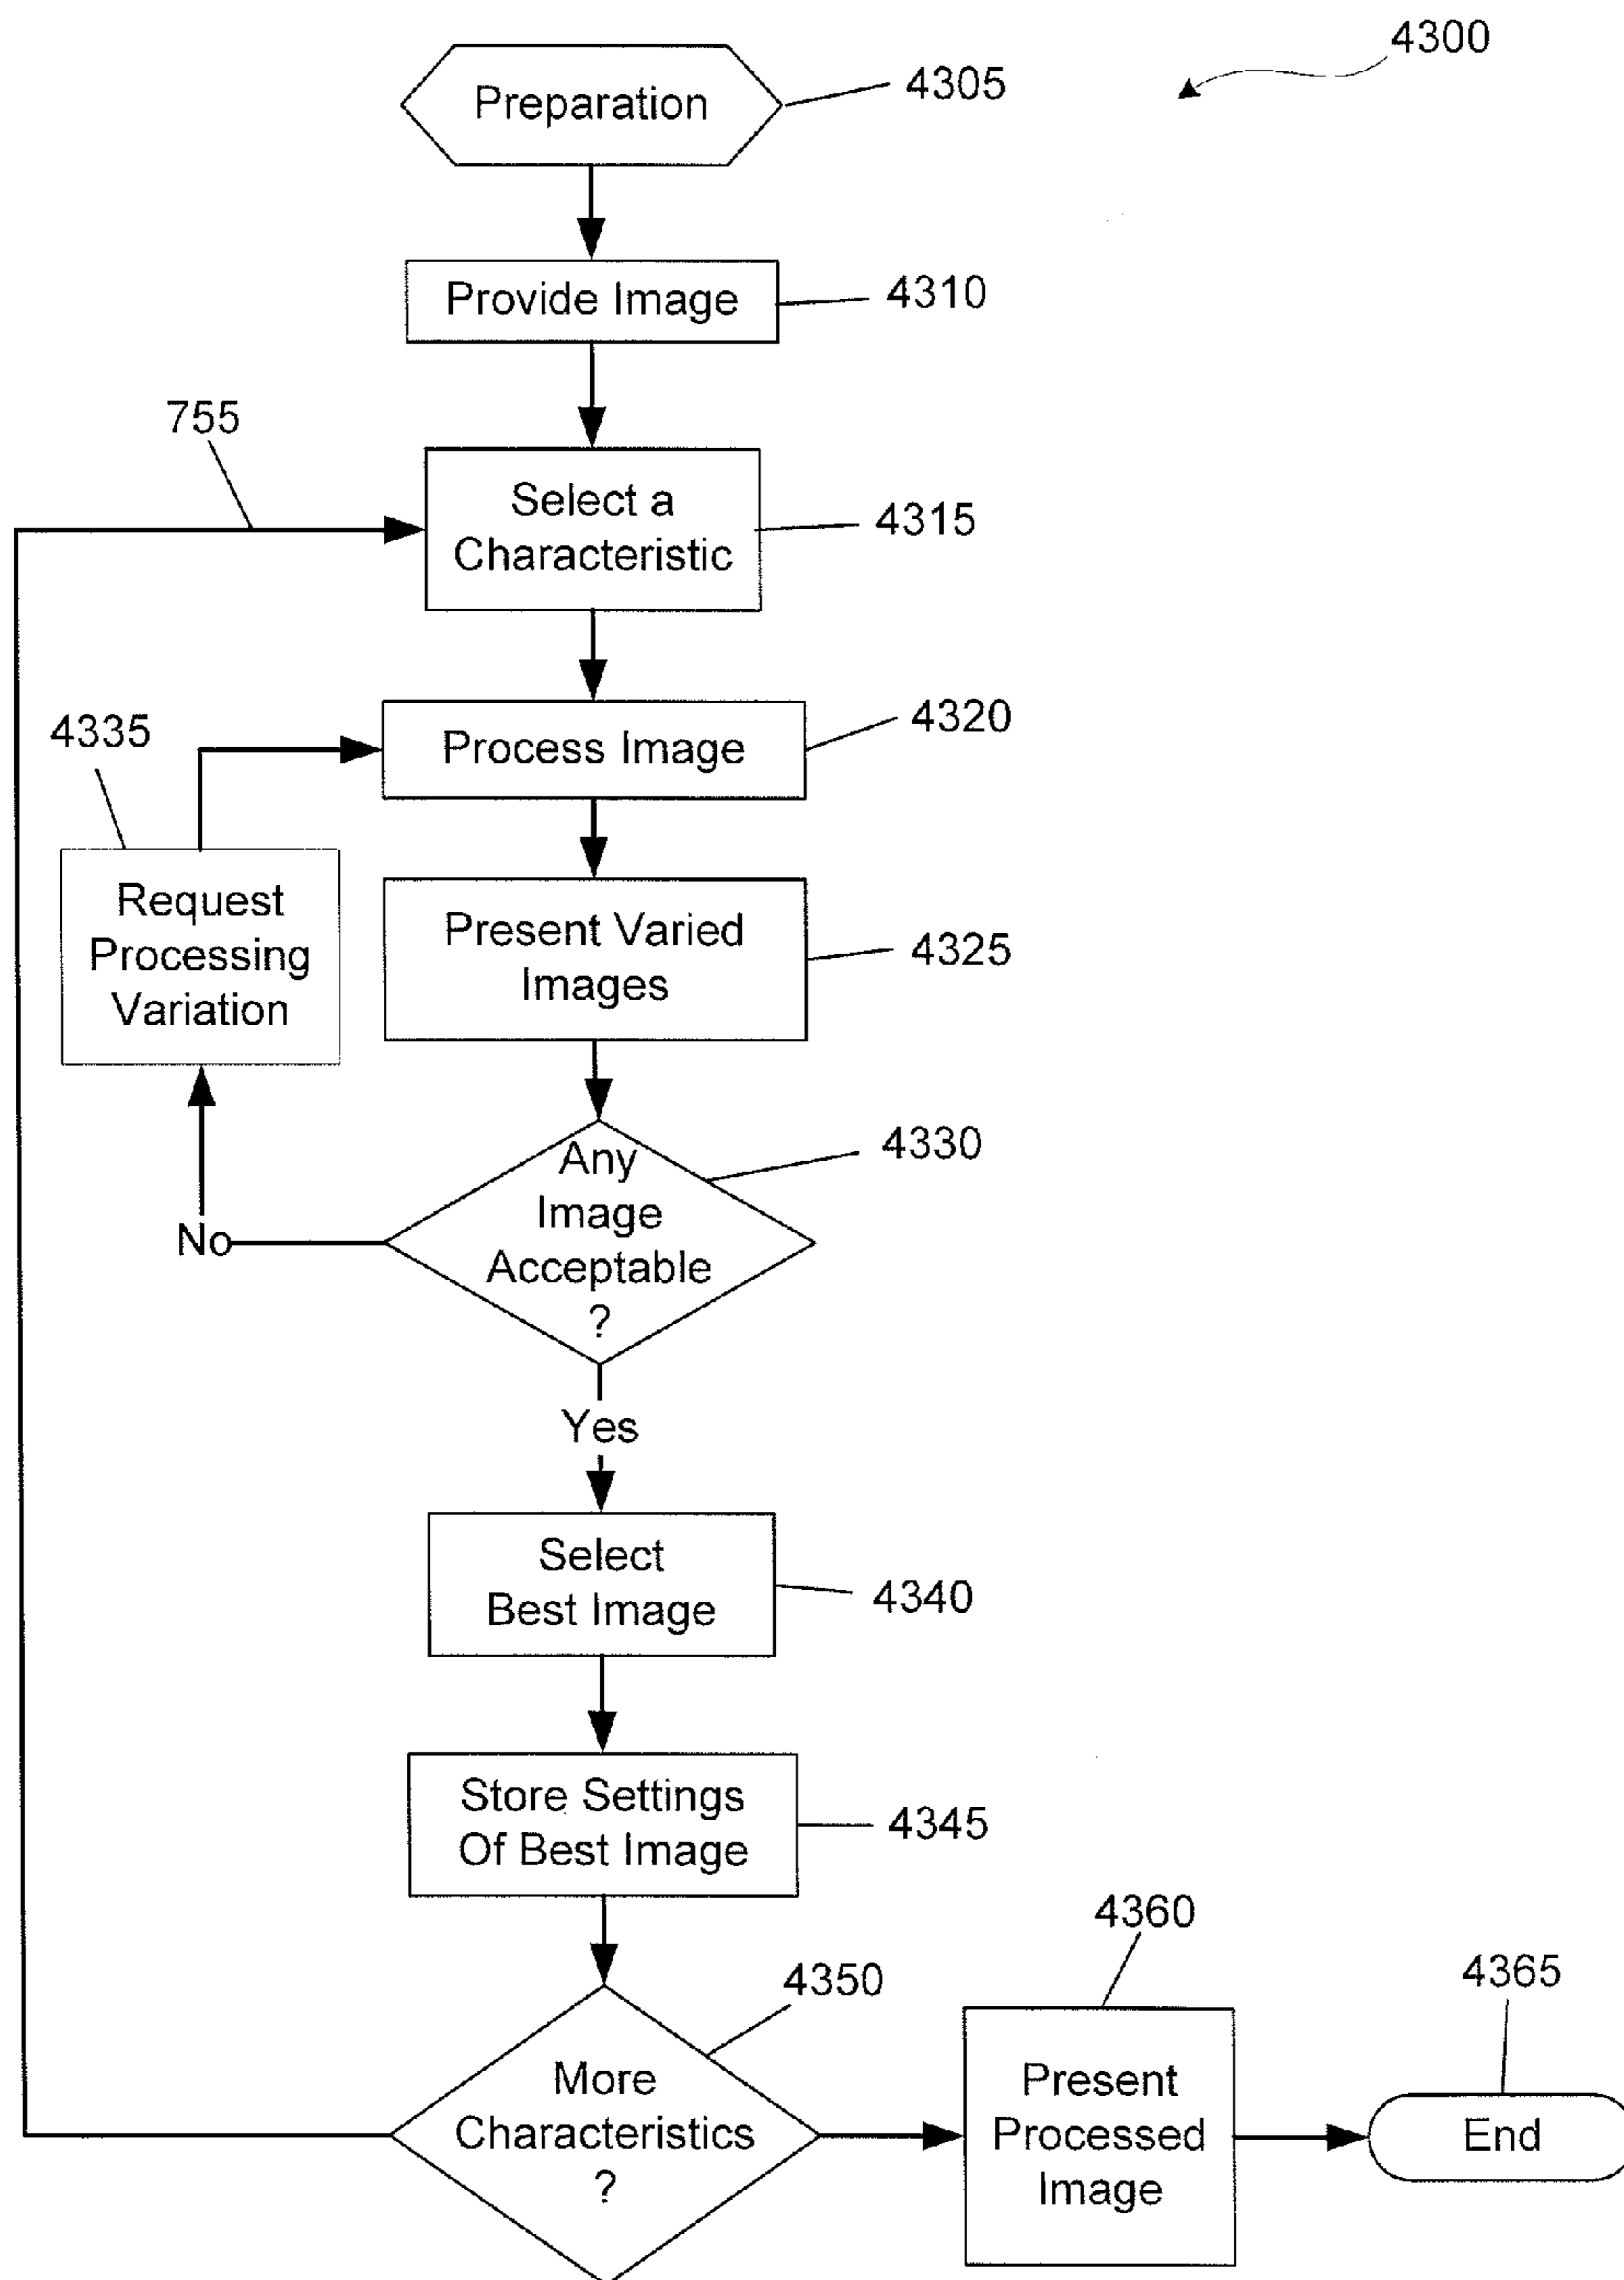 4300
Preparation
4305
Provide Image
4310
755
Select a
Characteristic
4315
4335
Process Image
4320
Request
Processing
Variation
Present Varied
Images
4325
Any
Image
Acceptable
?
4330
No
Yes
Select
Best Image
4340
Store Settings
Of Best Image
4345
4350
More
Characteristics
?
4360
Present
Processed
Image
4365
End